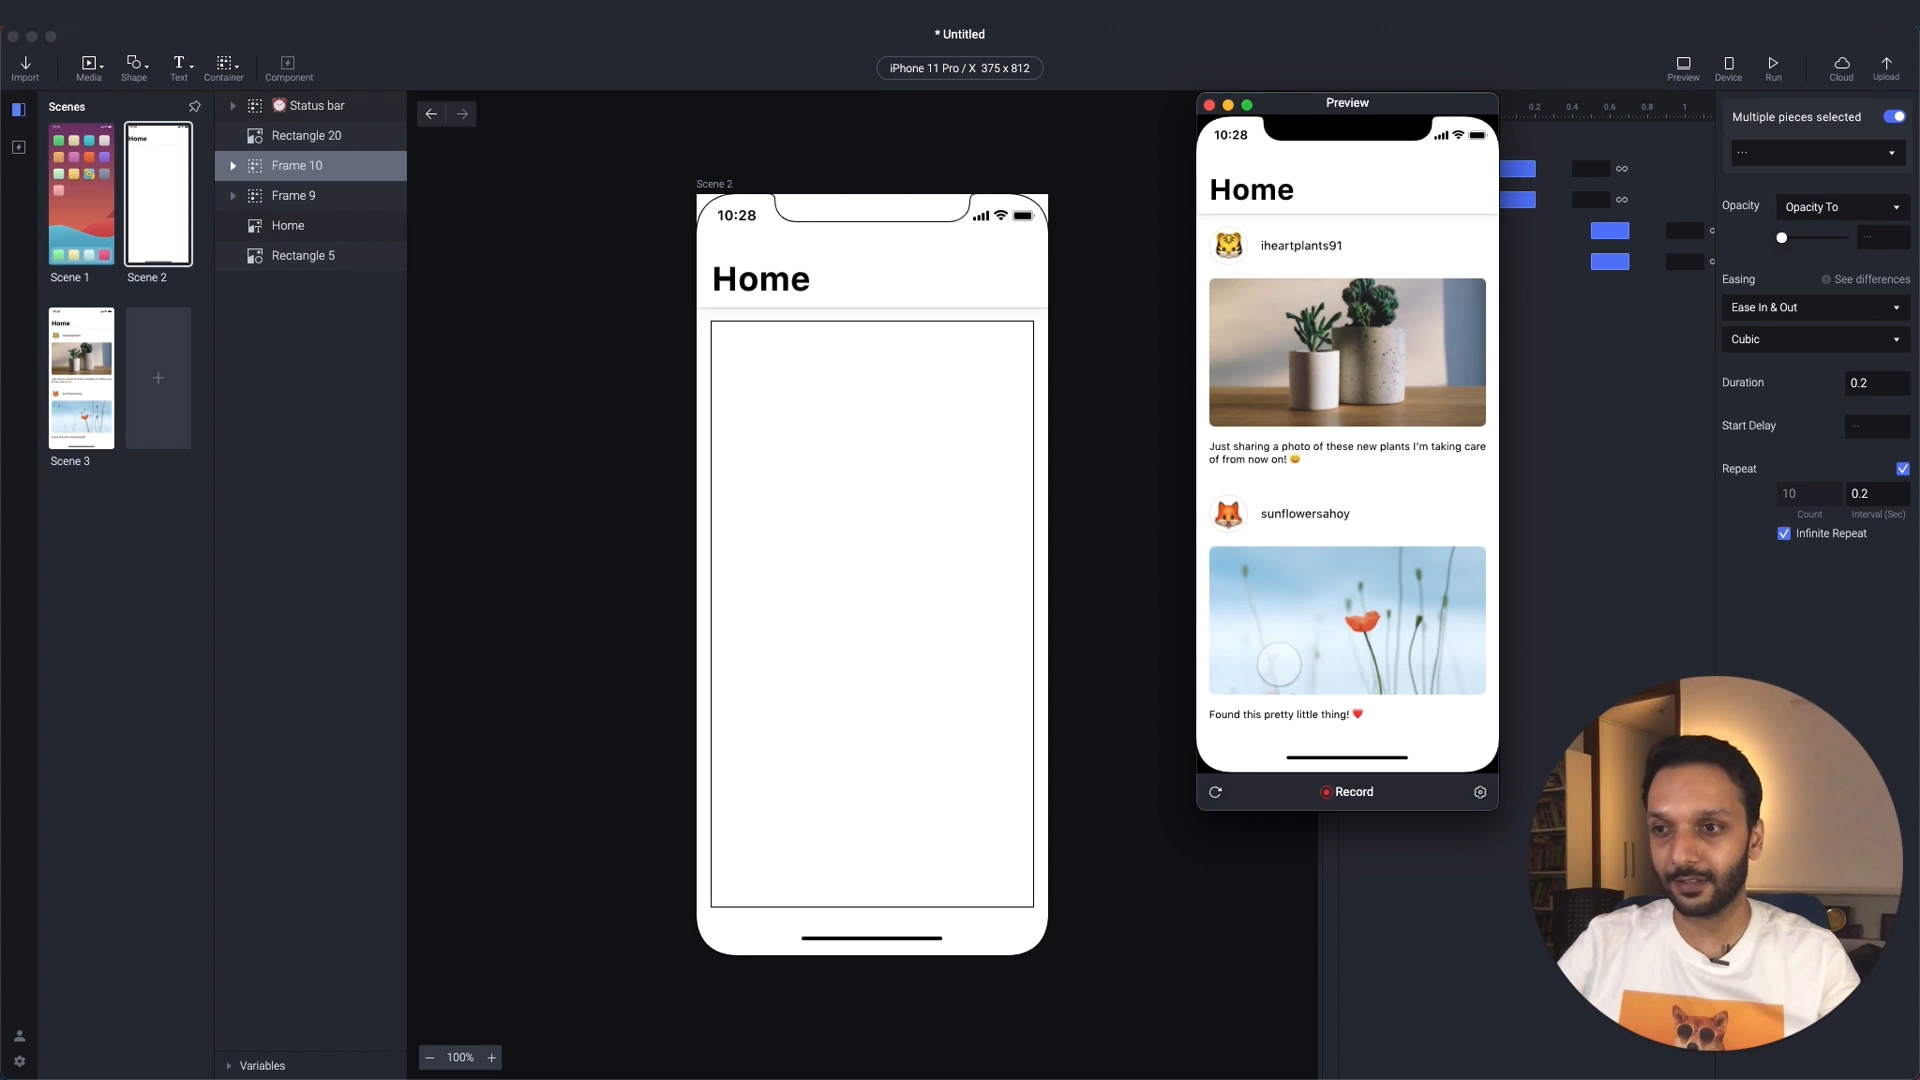 * Untitled
Import
Media
Shape
Text
Container
Component
iPhone 11 Pro / X  375 x 812
Preview
Device
Run
Cloud
Upload
Scenes
Scene 1
Scene 2
Scene 3
Home
Home
Status bar
Rectangle 20
Frame 10
Frame 9
Home
Rectangle 5
Variables
Scene 2
10:28
Home
100%
Preview
10:28
Home
iheartplants91
Just sharing a photo of these new plants I'm taking care
of from now on!
sunflowersahoy
Found this pretty little thing!
Record
0.2
0.4
0.6
0.8
1
Multiple pieces selected
...
Opacity
Opacity To
...
Easing
See differences
Ease In & Out
Cubic
Duration
0.2
Start Delay
...
Repeat
10
0.2
Count
Interval (Sec)
Infinite Repeat